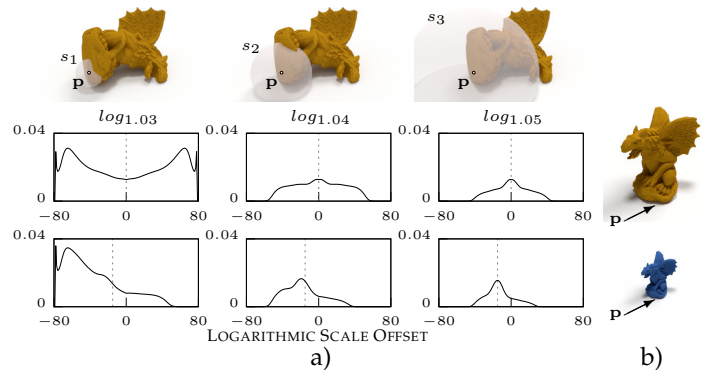 s1 s2 s3
p p p
log1.03 log1.04 log1.05
0.04
0
−80 0 80 −80 0 80 −80 0 80
p
0.04
0
−80 0 80 −80 0 80 −80 0 80
p
LOGARITHMIC SCALE OFFSET
a) b)